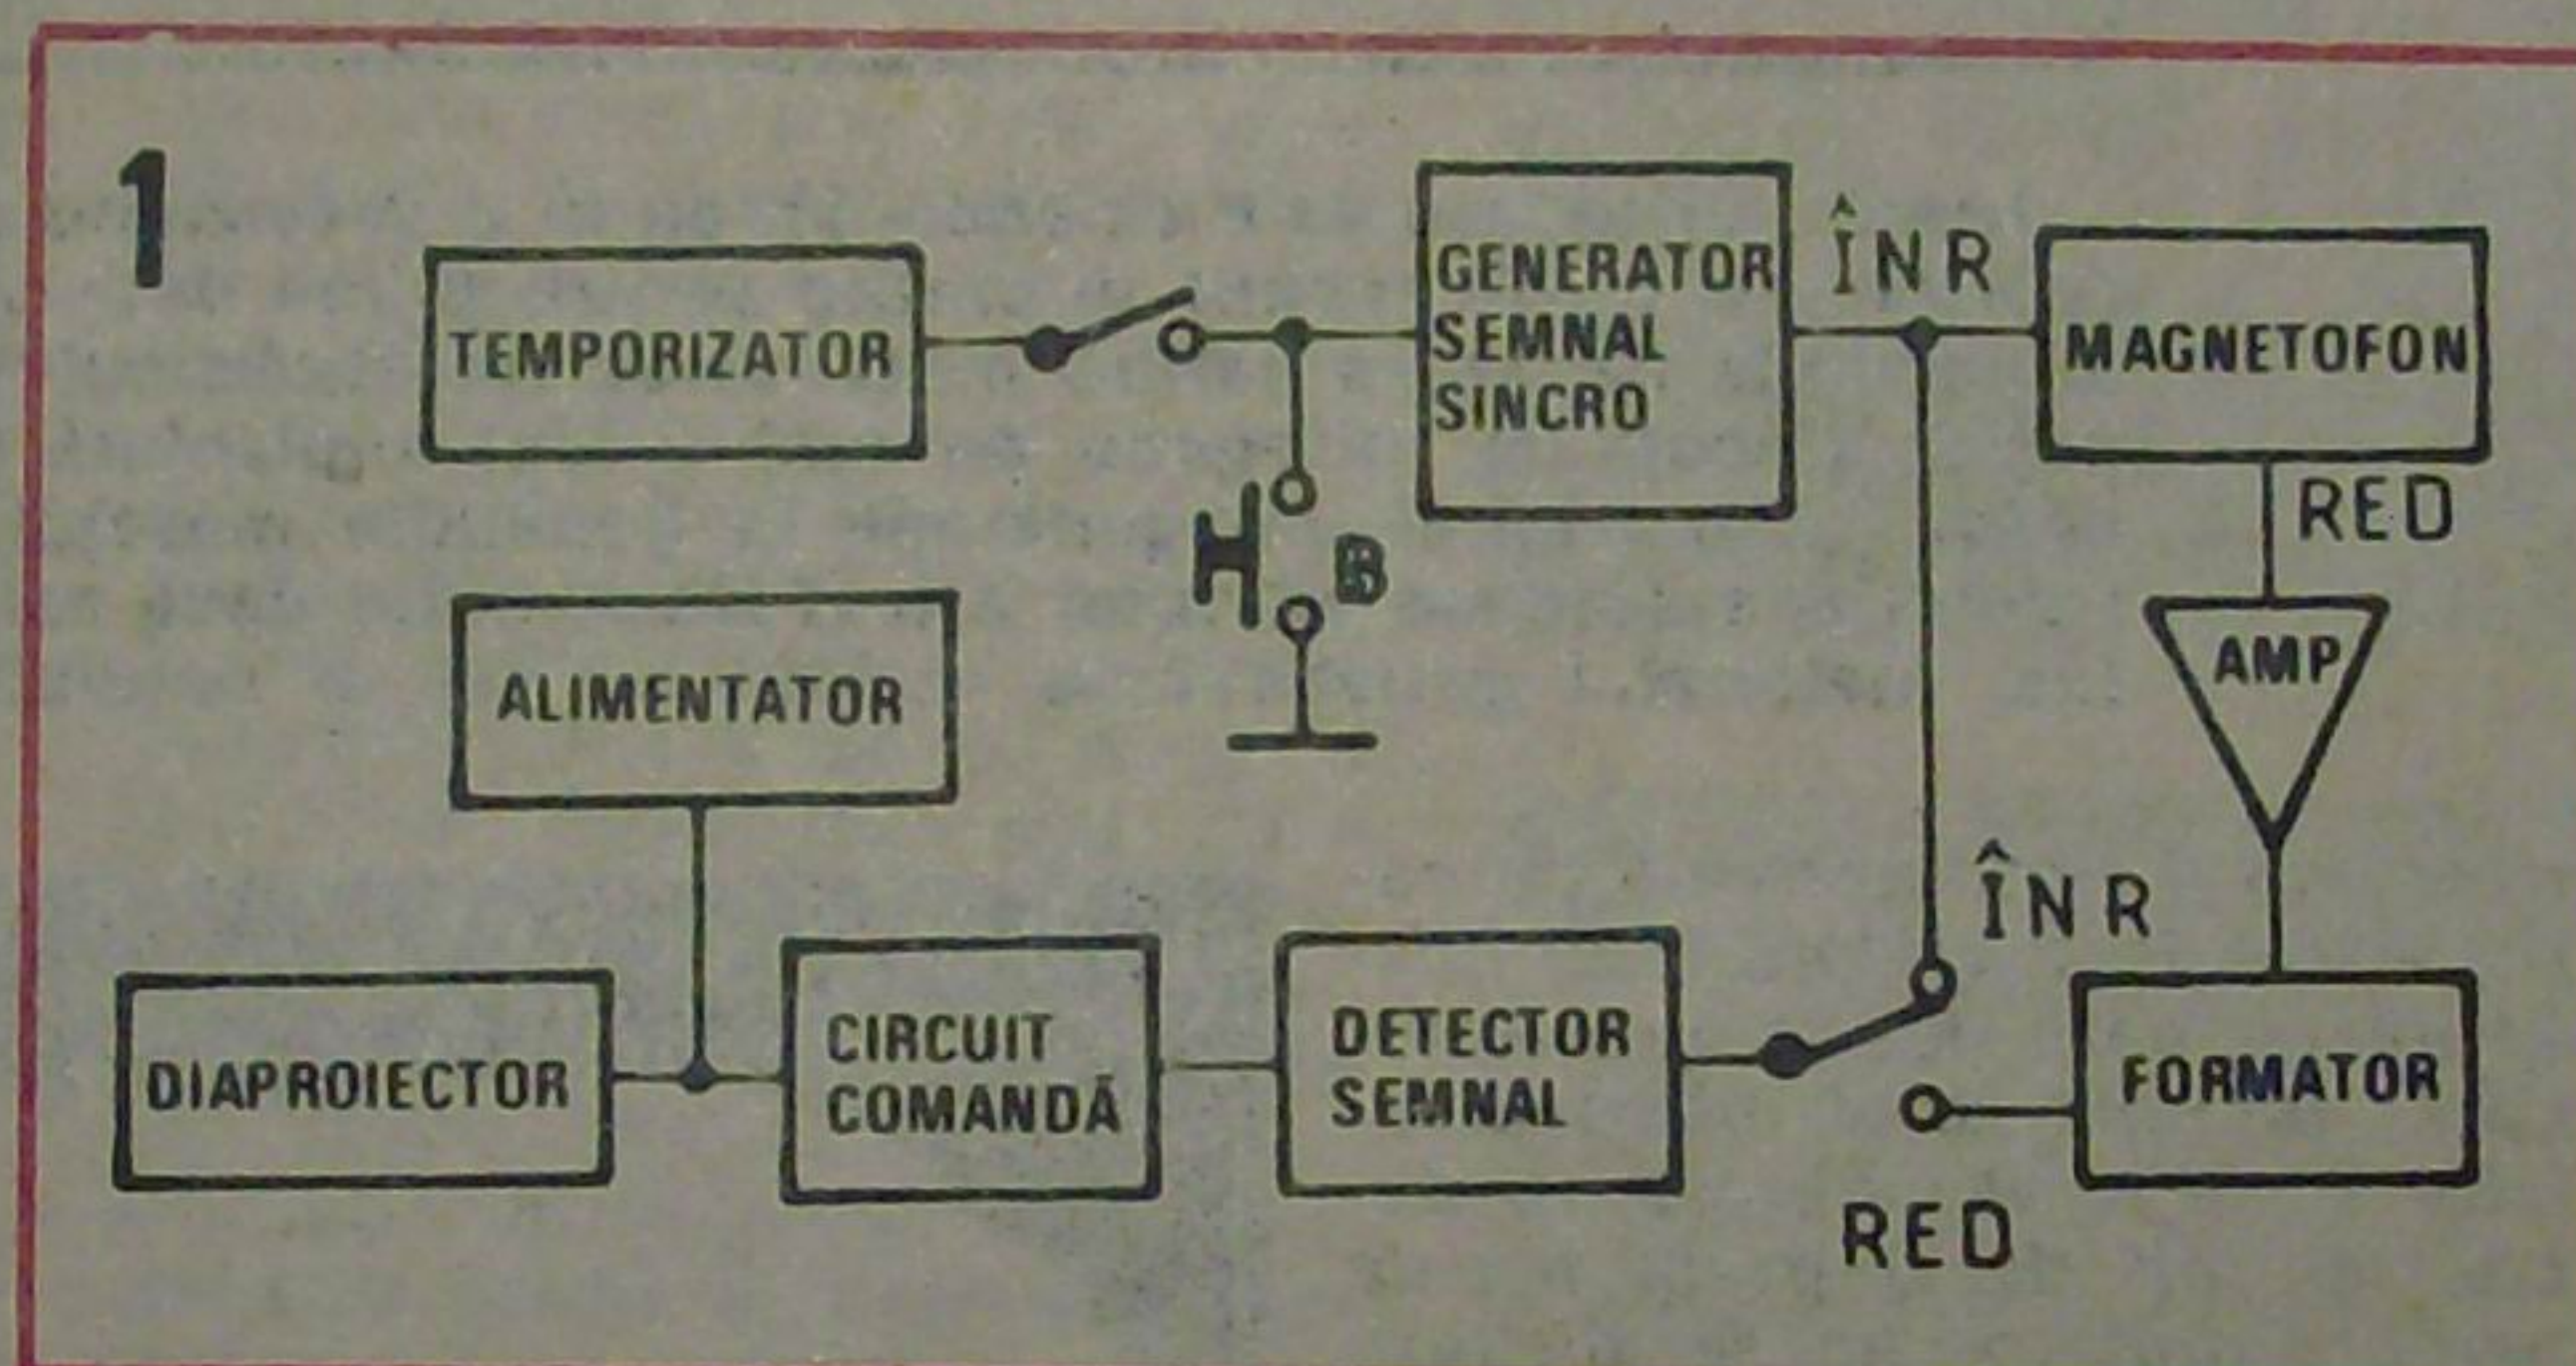 1
TEMPORIZATOR
GENERATOR
SEMNAL
SINCRO
ÎNR
MAGNETOFON
RED
B
AMP
ALIMENTATOR
ÎNR
DIAPROIECTOR
CIRCUIT
COMANDĂ
DETECTOR
SEMNAL
FORMATOR
RED